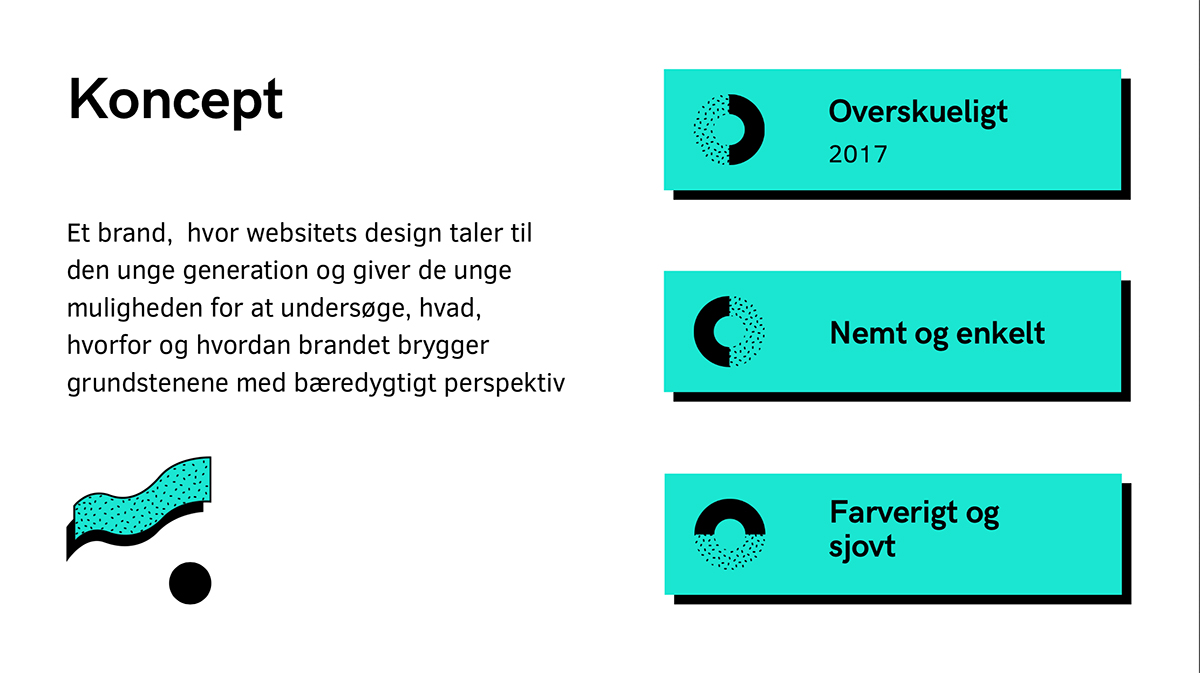 Koncept
Et brand,  hvor websitets design taler til
den unge generation og giver de unge
muligheden for at undersøge, hvad,
hvorfor og hvordan brandet brygger
grundstenene med bæredygtigt perspektiv
Overskueligt
2017
Nemt og enkelt
Farverigt og
sjovt